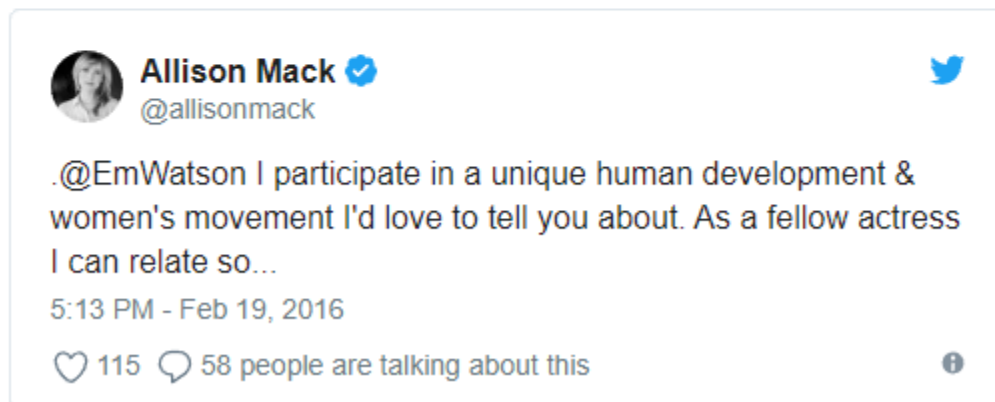 Allison Mack
@allisonmack
.@EmWatson I participate in a unique human development &
women's movement I'd love to tell you about. As a fellow actress
I can relate so...
5:13 PM - Feb 19, 2016
115 58 people are talking about this